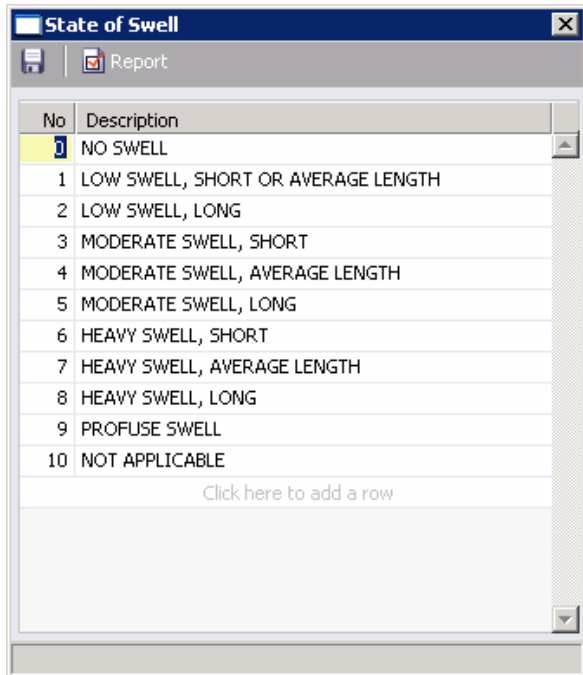 State of Swell
Report
No Description
0 NO SWELL
1 LOW SWELL, SHORT OR AVERAGE LENGTH
2 LOW SWELL, LONG
3 MODERATE SWELL, SHORT
4 MODERATE SWELL, AVERAGE LENGTH
5 MODERATE SWELL, LONG
6 HEAVY SWELL, SHORT
7 HEAVY SWELL, AVERAGE LENGTH
8 HEAVY SWELL, LONG
9 PROFUSE SWELL
10 NOT APPLICABLE
Click here to add a row